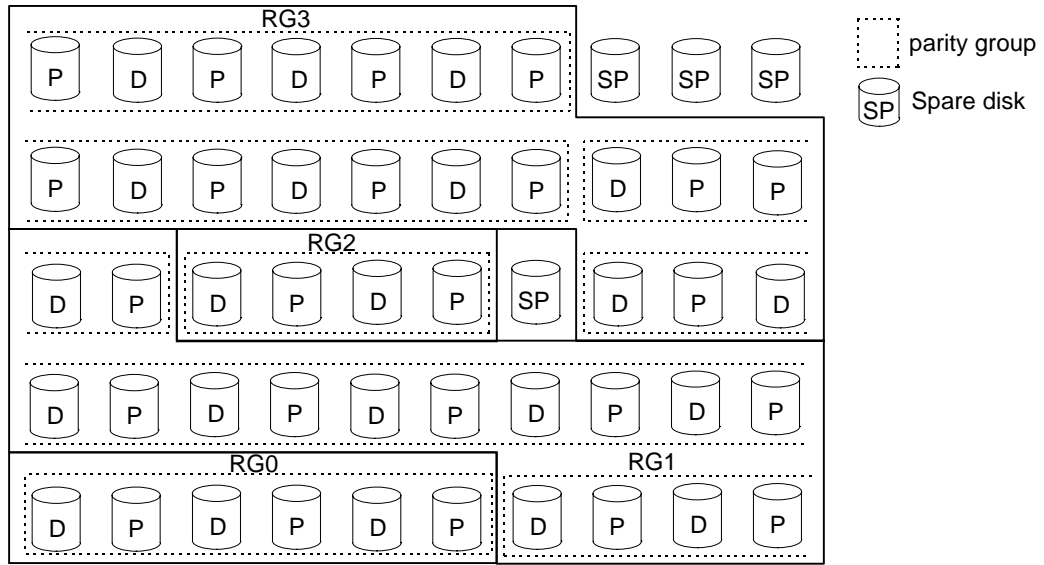 RG3
P D P D P D P SP SP SP
parity group
SP Spare disk
P D P D P D P D P P
RG2
D P D P D P SP D P D
D P D P D P D P D P
RG0 RG1
D P D P D P D P D P